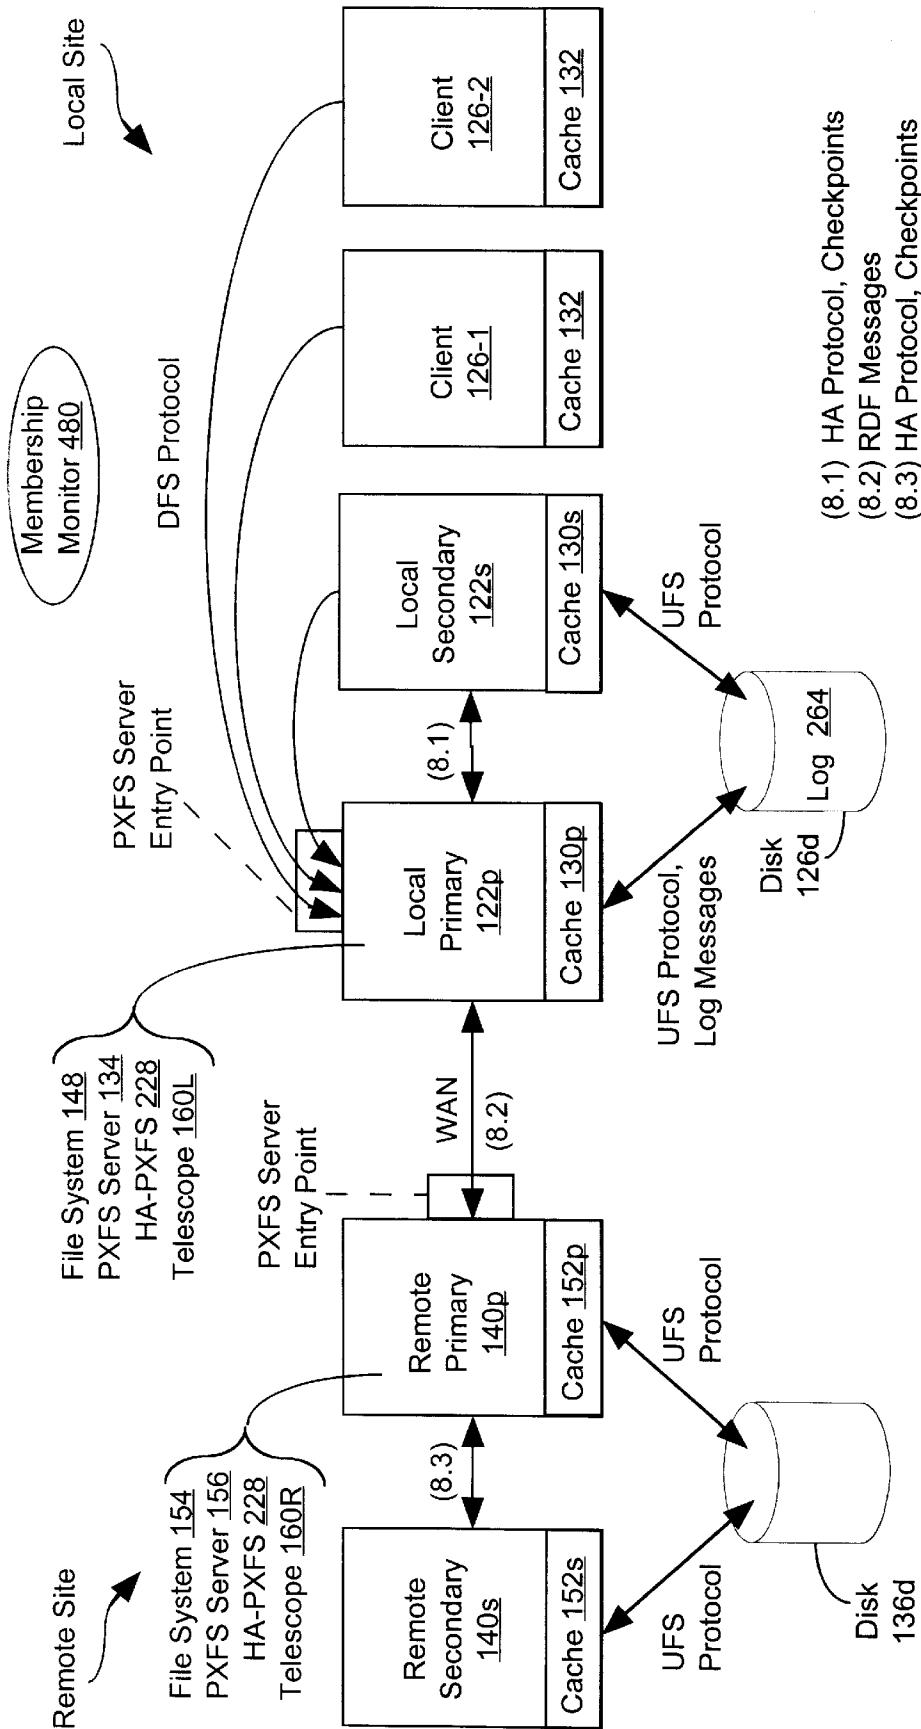 Remote Site
Local Site
Membership
Monitor 480
File System 154
PXFS Server 156
HA-PXFS 228
Telescope 160R
File System 148
PXFS Server 134
HA-PXFS 228
Telescope 160L
PXFS Server
Entry Point
PXFS Server
Entry Point
DFS Protocol
Remote
Secondary
140s
Cache 152s
(8.3)
Remote
Primary
140p
Cache 152p
WAN
(8.2)
Local
Primary
122p
Cache 130p
(8.1)
Local
Secondary
122s
Cache 130s
Client
126-1
Cache 132
Client
126-2
Cache 132
UFS
Protocol
UFS
Protocol
Disk
136d
UFS Protocol,
Log Messages
UFS
Protocol
Log 264
Disk
126d
(8.1) HA Protocol, Checkpoints
(8.2) RDF Messages
(8.3) HA Protocol, Checkpoints